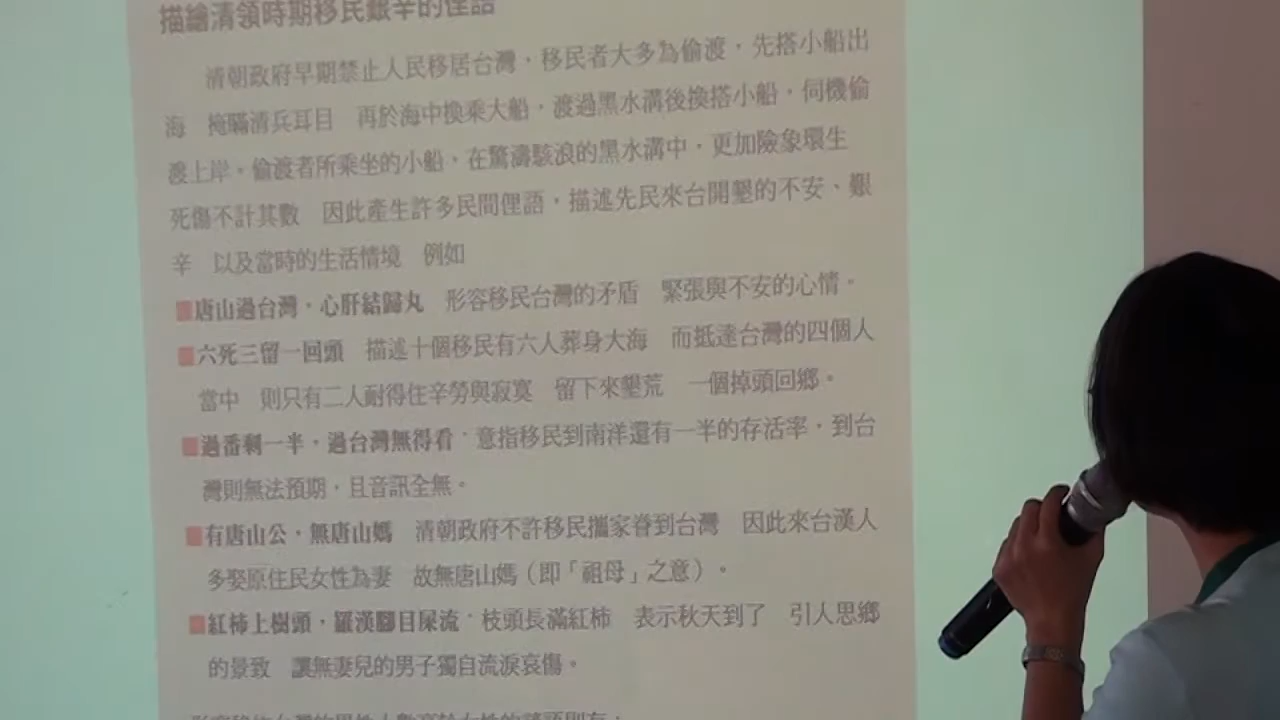 描繪清領時期移民艱辛的俚語
清朝政府早期禁止人民移居台灣，移民者大多為偷渡，先搭小船出
海 掩瞞清兵耳目 再於海中換乘大船，渡過黑水溝後換搭小船，伺機偷
渡上岸。偷渡者所乘坐的小船，在驚濤駭浪的黑水溝中，更加險象環生
死傷不計其數 因此產生許多民間俚語，描述先民來台開墾的不安、艱
辛 以及當時的生活情境 例如
■唐山過台灣，心肝結歸丸 形容移民台灣的矛盾 緊張與不安的心情。
■六死三留一回頭 描述十個移民有六人葬身大海 而抵達台灣的四個人
當中 則只有三人耐得住辛勞與寂寞 留下來墾荒 一個掉頭回鄉。
■過番剩一半，過台灣無得看：意指移民到南洋還有一半的存活率，到台
灣則無法預期，且音訊全無。
■有唐山公，無唐山媽 清朝政府不許移民攜家眷到台灣 因此來台漢人
多娶原住民女性為妻 故無唐山媽（即「祖母」之意）。
■紅柿上樹頭，羅漢腳目屎流：枝頭長滿紅柿 表示秋天到了 引人思鄉
的景致 讓無妻兒的男子獨自流淚哀傷。